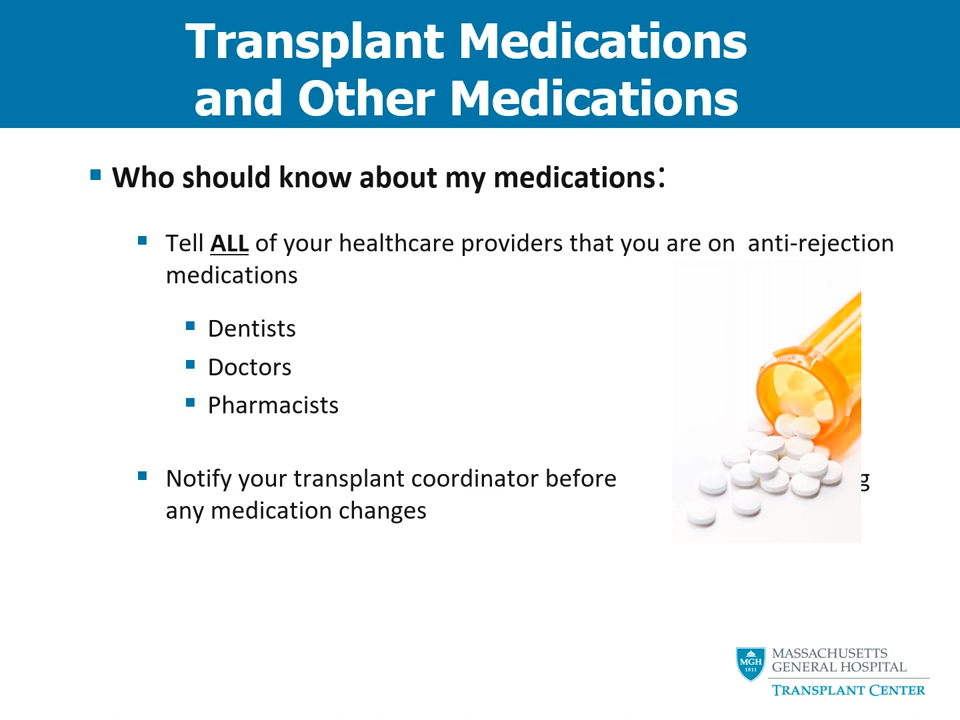 Transplant Medications
and Other Medications
Who should know about my medications:
Tell ALL of your healthcare providers that you are on anti-rejection
medications
Dentists
Doctors
Pharmacists
Notify your transplant coordinator before
any medication changes
MGH
1811
MASSACHUSETTS
GENERAL HOSPITAL
TRANSPLANT CENTER